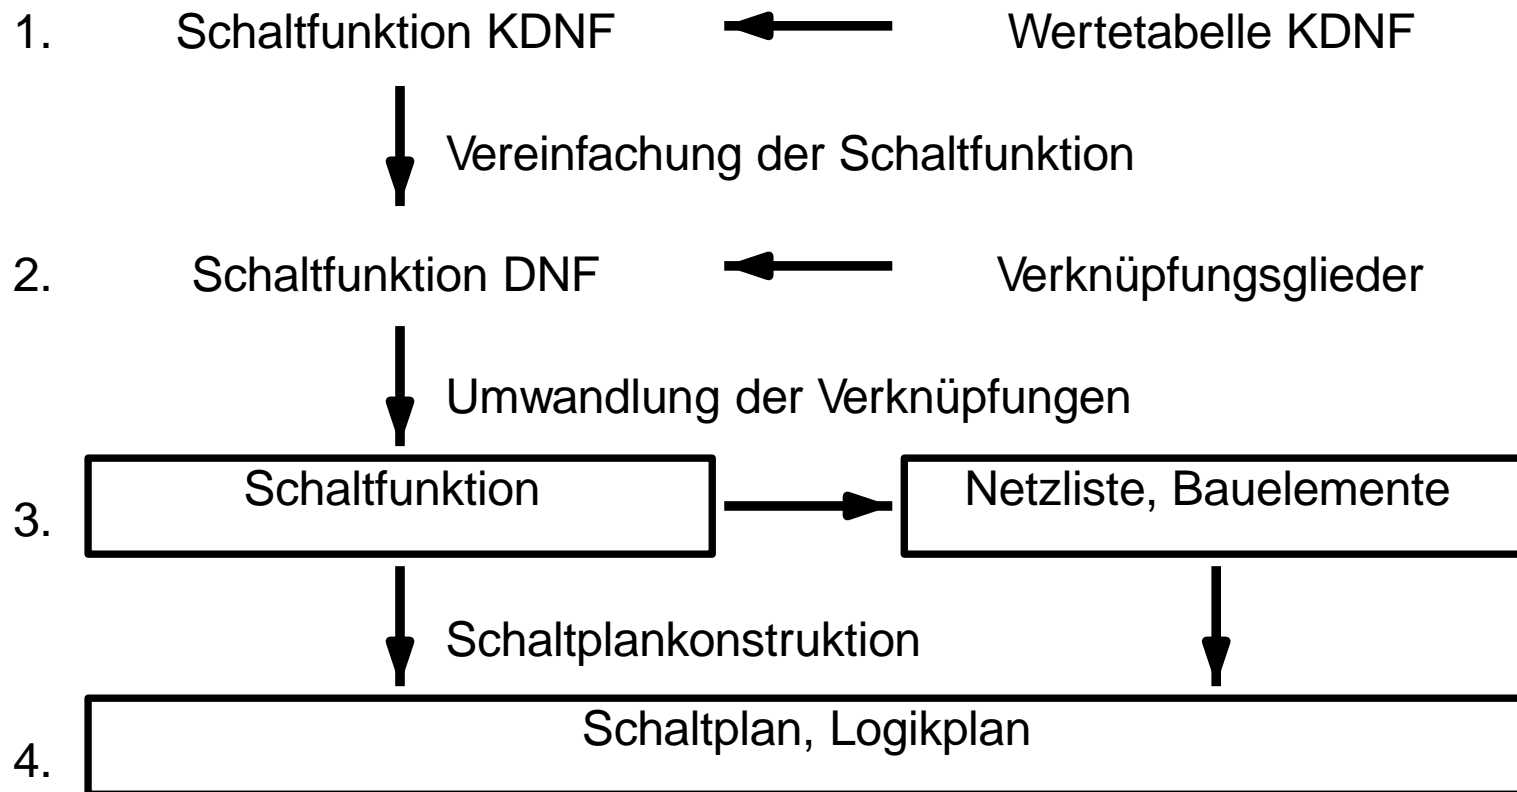 1. Schaltfunktion KDNF Wertetabelle KDNF
Vereinfachung der Schaltfunktion
2. Schaltfunktion DNF Verknüpfungsglieder
Umwandlung der Verknüpfungen
3. Schaltfunktion Netzliste, Bauelemente
Schaltplankonstruktion
4. Schaltplan, Logikplan